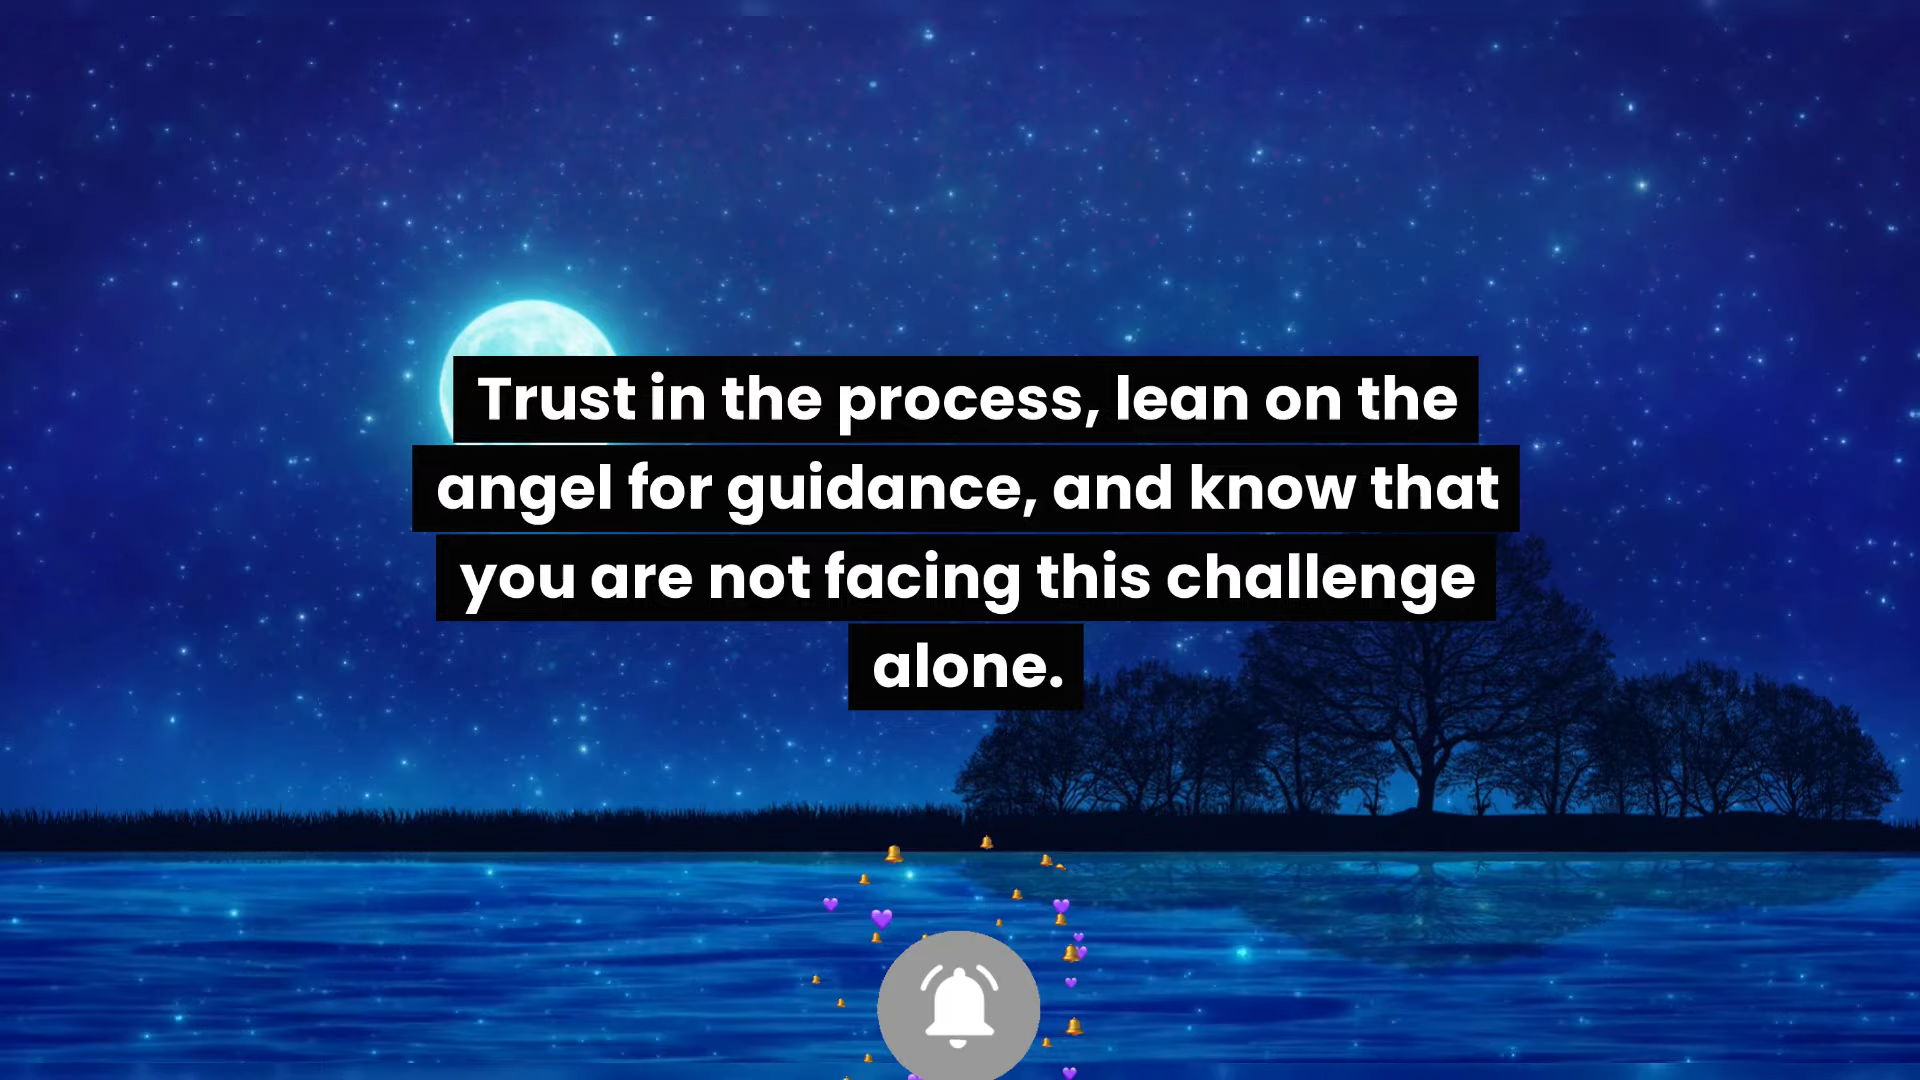 Trust in the process, lean on the
angel for guidance, and know that
you are not facing this challenge
alone.